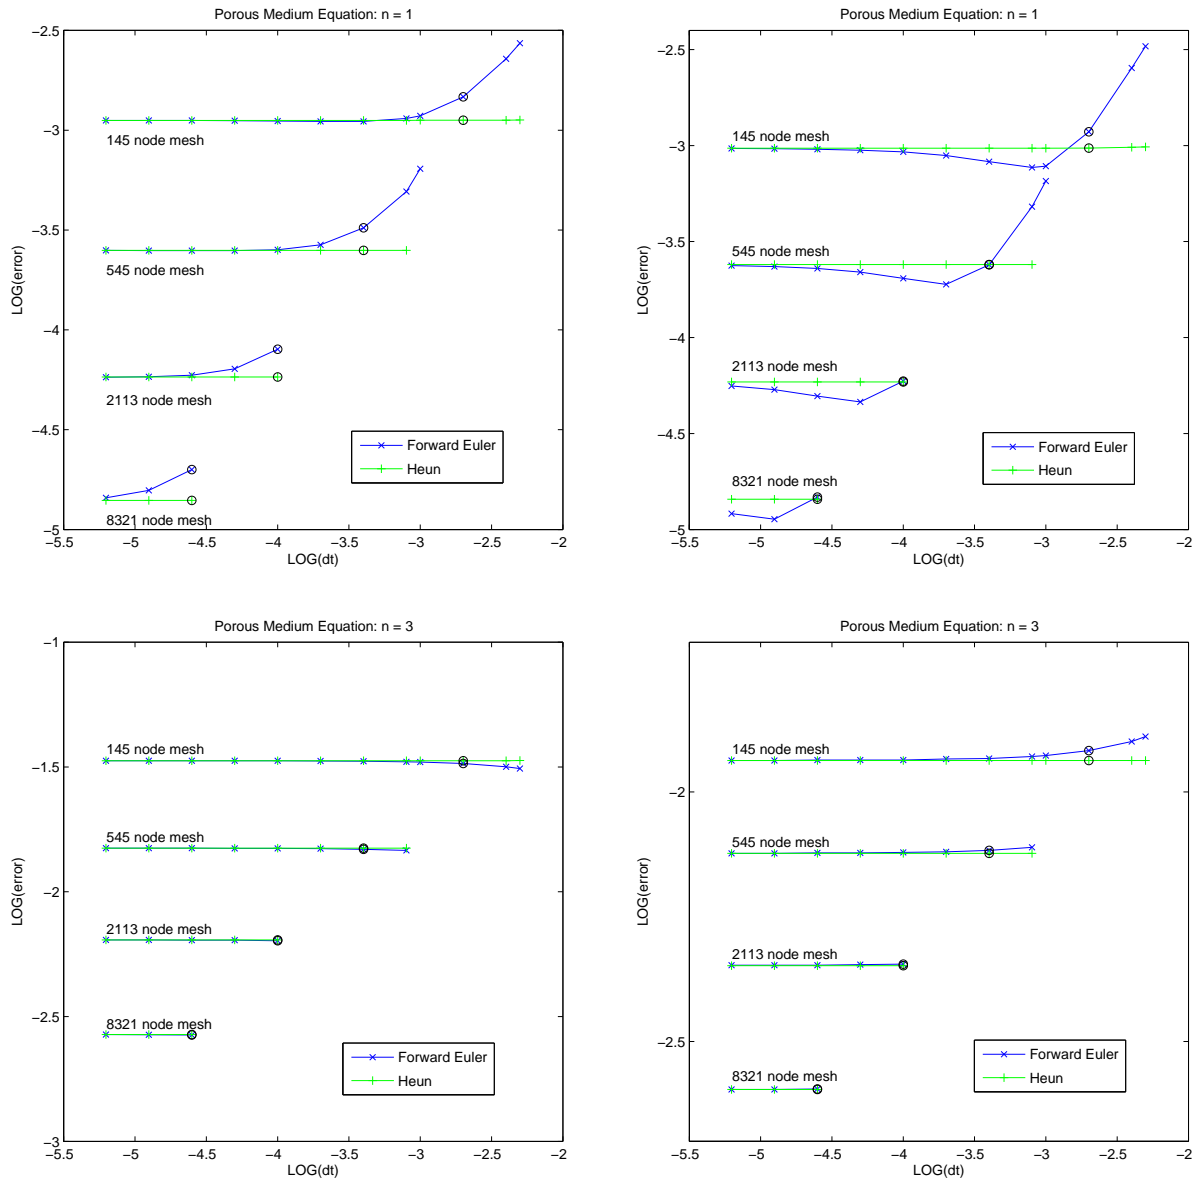 Porous Medium Equation: n = 1
−2.5
−3
−3.5
−4
−4.5
−5
LOG(error)
145 node mesh
545 node mesh
2113 node mesh
8321 node mesh
Forward Euler
Heun
−5.5
−5
−4.5
−4
−3.5
−3
−2.5
−2
LOG(dt)
Porous Medium Equation: n = 1
−2.5
−3
−3.5
−4
−4.5
−5
LOG(error)
145 node mesh
545 node mesh
2113 node mesh
8321 node mesh
Forward Euler
Heun
−5.5
−5
−4.5
−4
−3.5
−3
−2.5
−2
LOG(dt)
Porous Medium Equation: n = 3
−1
−1.5
−2
−2.5
−3
LOG(error)
145 node mesh
545 node mesh
2113 node mesh
8321 node mesh
Forward Euler
Heun
−5.5
−5
−4.5
−4
−3.5
−3
−2.5
−2
LOG(dt)
Porous Medium Equation: n = 3
−2
−2.5
LOG(error)
145 node mesh
545 node mesh
2113 node mesh
8321 node mesh
Forward Euler
Heun
−5.5
−5
−4.5
−4
−3.5
−3
−2.5
−2
LOG(dt)